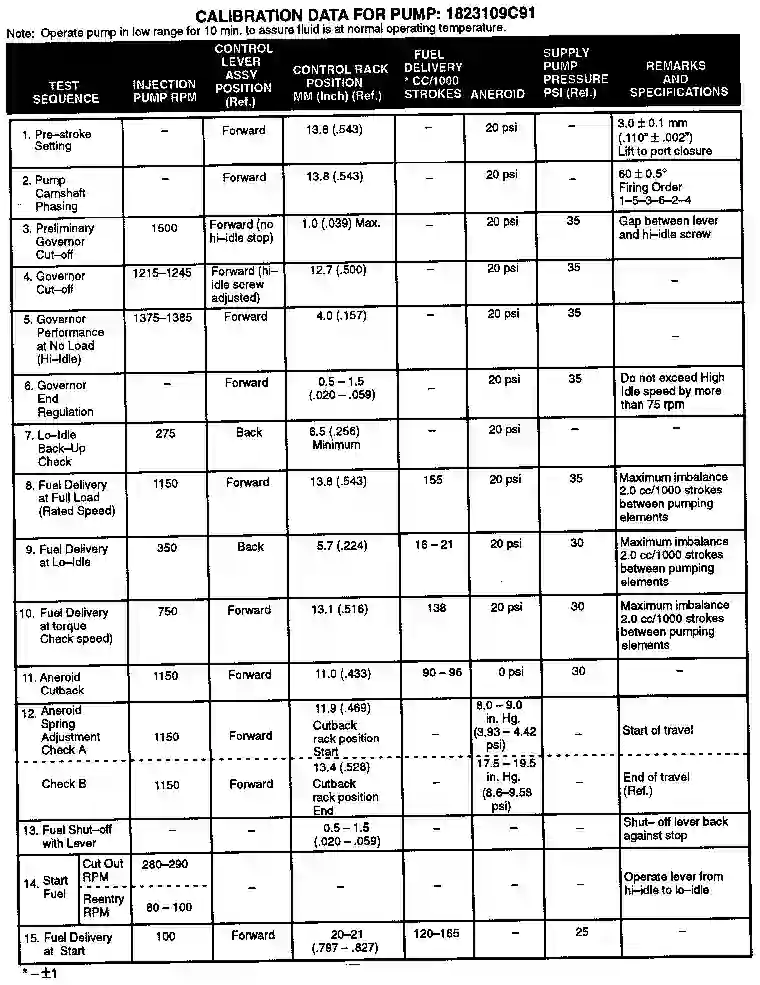 CALIBRATION DATA FOR PUMP: 1823109C91
Note: Operate pump in low range for 10 min. to assure fluid is at normal operating temperature.
TEST SEQUENCE | INJECTION PUMP RPM | CONTROL LEVER ASSY POSITION (Ref.) | CONTROL RACK POSITION MM (Inch) (Ref.) | FUEL DELIVERY * CC/1000 STROKES | ANEROID | SUPPLY PUMP PRESSURE PSI (Ref.) | REMARKS AND SPECIFICATIONS
1. Pre–stroke Setting | – | Forward | 13.8 (.543) | – | 20 psi | – | 3.0 ± 0.1 mm (.110" ± .002") Lift to port closure
2. Pump Camshaft Phasing | – | Forward | 13.8 (.543) | – | 20 psi | – | 60 ± 0.5° Firing Order 1–5–3–6–2–4
3. Preliminary Governor Cut–off | 1500 | Forward (no hi–idle stop) | 1.0 (.039) Max. | – | 20 psi | 35 | Gap between lever and hi–idle screw
4. Governor Cut–off | 1215–1245 | Forward (hi–idle screw adjusted) | 12.7 (.500) | – | 20 psi | 35 | –
5. Governor Performance at No Load (Hi–Idle) | 1375–1385 | Forward | 4.0 (.157) | – | 20 psi | 35 | –
6. Governor End Regulation | – | Forward | 0.5 – 1.5 (.020 – .059) | – | 20 psi | 35 | Do not exceed High Idle speed by more than 75 rpm
7. Lo–Idle Back–Up Check | 275 | Back | 6.5 (.256) Minimum | – | 20 psi | – | –
8. Fuel Delivery at Full Load (Rated Speed) | 1150 | Forward | 13.8 (.543) | 155 | 20 psi | 35 | Maximum imbalance 2.0 cc/1000 strokes between pumping elements
9. Fuel Delivery at Lo–Idle | 350 | Back | 5.7 (.224) | 16 – 21 | 20 psi | 30 | Maximum imbalance 2.0 cc/1000 strokes between pumping elements
10. Fuel Delivery at torque Check speed) | 750 | Forward | 13.1 (.516) | 138 | 20 psi | 30 | Maximum imbalance 2.0 cc/1000 strokes between pumping elements
11. Aneroid Cutback | 1150 | Forward | 11.0 (.433) | 90 – 96 | 0 psi | 30 | –
12. Aneroid Spring Adjustment Check A | 1150 | Forward | 11.9 (.469) Cutback rack position Start | – | 8.0 – 9.0 in. Hg. (3.93 – 4.42 psi) | – | Start of travel
Check B | 1150 | Forward | 13.4 (.528) Cutback rack position End | – | 17.5 – 19.5 in. Hg. (8.6–9.58 psi) | – | End of travel (Ref.)
13. Fuel Shut–off with Lever | – | – | 0.5 – 1.5 (.020 – .059) | – | – | – | Shut– off lever back against stop
14. Start Fuel | Cut Out RPM | 280–290 | – | – | – | – | – | Operate lever from hi–idle to lo–idle
Reentry RPM | 80 – 100
15. Fuel Delivery at Start | 100 | Forward | 20–21 (.787 – .827) | 120–165 | – | 25 | –
* – ±1